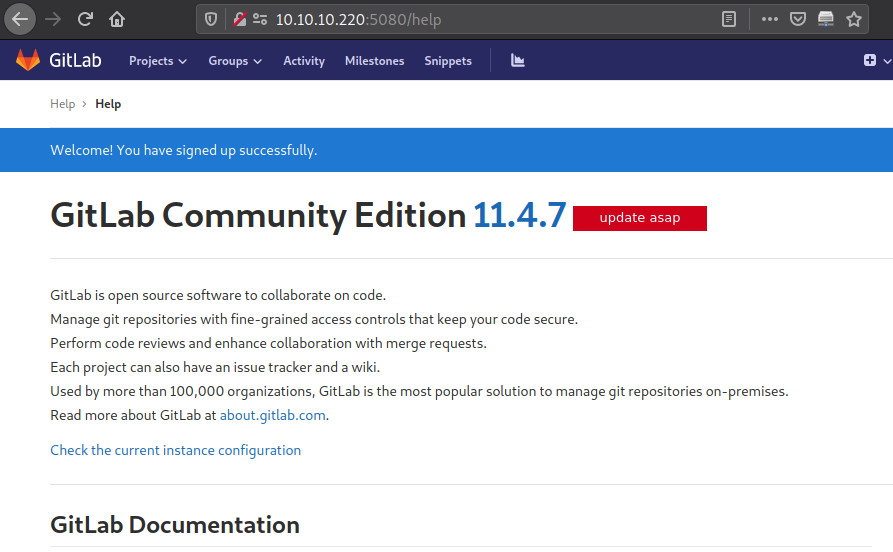 10.10.10.220:5080/help
GitLab Projects Groups Activity Milestones Snippets
Help › Help
Welcome! You have signed up successfully.
GitLab Community Edition 11.4.7 update asap
GitLab is open source software to collaborate on code.
Manage git repositories with fine-grained access controls that keep your code secure.
Perform code reviews and enhance collaboration with merge requests.
Each project can also have an issue tracker and a wiki.
Used by more than 100,000 organizations, GitLab is the most popular solution to manage git repositories on-premises.
Read more about GitLab at about.gitlab.com.
Check the current instance configuration
GitLab Documentation